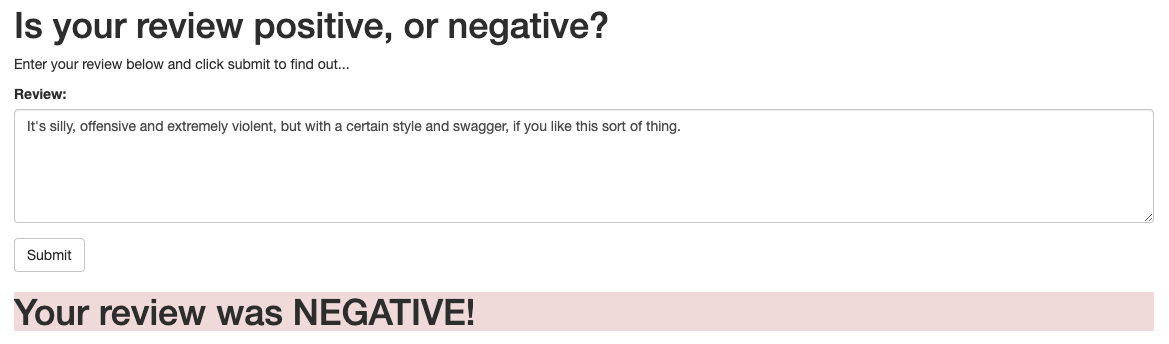 Is your review positive, or negative?
Enter your review below and click submit to find out...
Review:
It's silly, offensive and extremely violent, but with a certain style and swagger, if you like this sort of thing.
Submit
Your review was NEGATIVE!